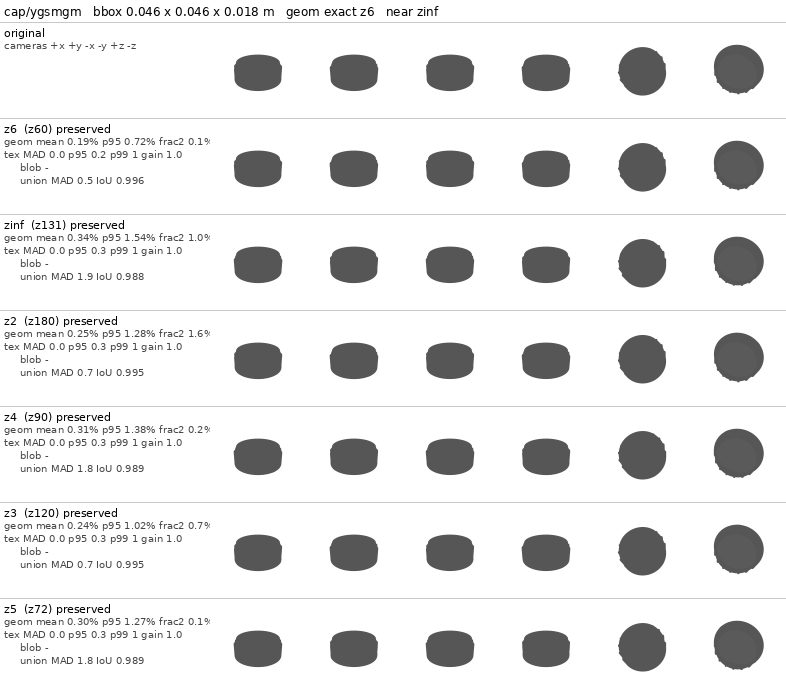 cap/ygsmgm bbox 0.046 x 0.046 x 0.018 m geom exact z6 near zinf
original
cameras +x +y -x -y +z -z
z6 (z60) preserved
geom mean 0.19% p95 0.72% frac2 0.1%
tex MAD 0.0 p95 0.2 p99 1 gain 1.0
blob -
union MAD 0.5 IoU 0.996
zinf (z131) preserved
geom mean 0.34% p95 1.54% frac2 1.0%
tex MAD 0.0 p95 0.3 p99 1 gain 1.0
blob -
union MAD 1.9 IoU 0.988
z2 (z180) preserved
geom mean 0.25% p95 1.28% frac2 1.6%
tex MAD 0.0 p95 0.3 p99 1 gain 1.0
blob -
union MAD 0.7 IoU 0.995
z4 (z90) preserved
geom mean 0.31% p95 1.38% frac2 0.2%
tex MAD 0.0 p95 0.3 p99 1 gain 1.0
blob -
union MAD 1.8 IoU 0.989
z3 (z120) preserved
geom mean 0.24% p95 1.02% frac2 0.7%
tex MAD 0.0 p95 0.3 p99 1 gain 1.0
blob -
union MAD 0.7 IoU 0.995
z5 (z72) preserved
geom mean 0.30% p95 1.27% frac2 0.1%
tex MAD 0.0 p95 0.3 p99 1 gain 1.0
blob -
union MAD 1.8 IoU 0.989